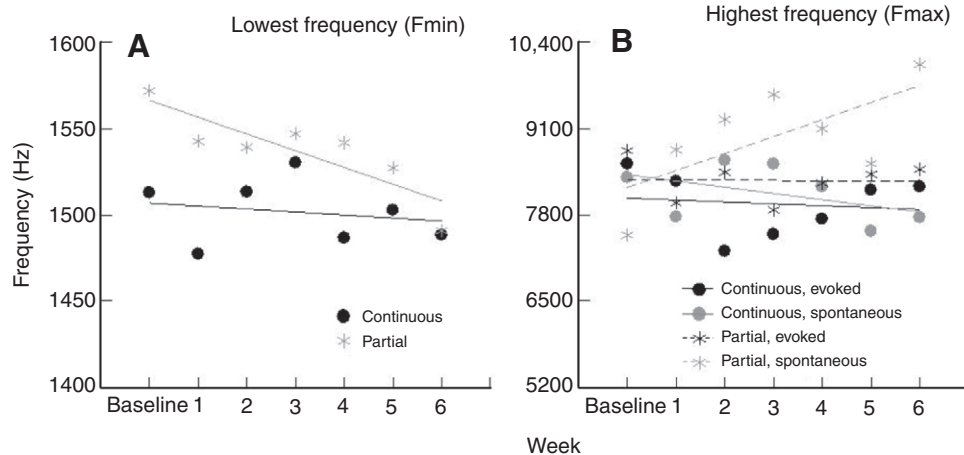 A Lowest frequency (Fmin)
1600
1550
1500
1450
1400
Frequency (Hz)
Continuous
Partial
Baseline 1 2 3 4 5 6
B Highest frequency (Fmax)
10,400
9100
7800
6500
5200
Continuous, evoked
Continuous, spontaneous
Partial, evoked
Partial, spontaneous
Baseline 1 2 3 4 5 6
Week